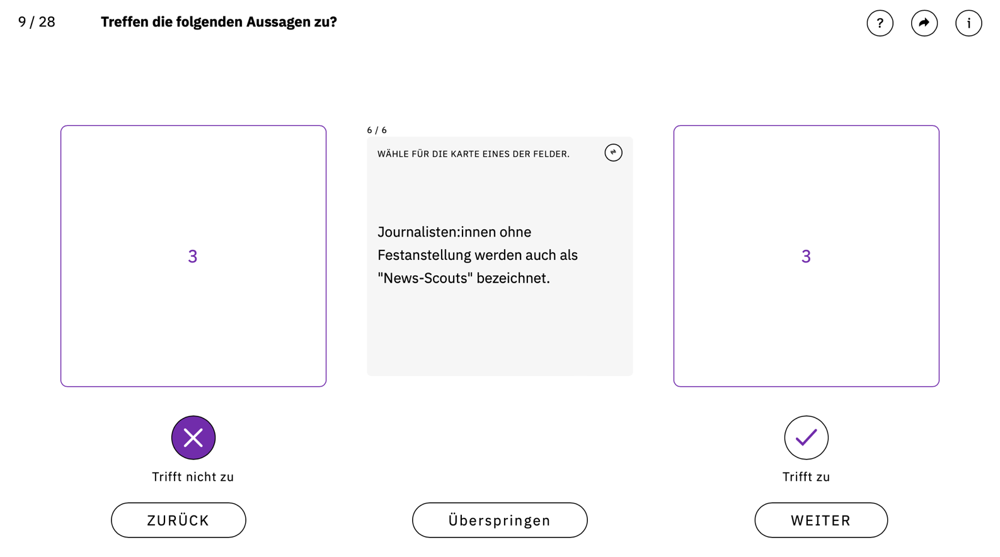 9 / 28
Treffen die folgenden Aussagen zu?
?
i
3
6 / 6
WÄHLE FÜR DIE KARTE EINES DER FELDER.
Journalisten:innen ohne
Festanstellung werden auch als
"News-Scouts" bezeichnet.
3
Trifft nicht zu
Trifft zu
ZURÜCK
Überspringen
WEITER